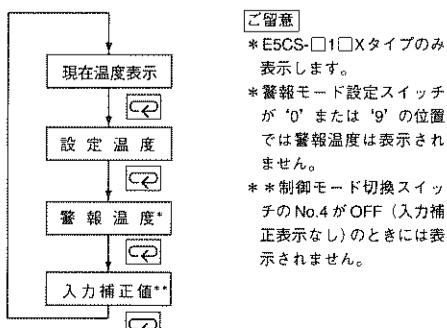 現在温度表示
設定温度
警報温度*
入力補正値**
ご留意
*E5CS-□1□Xタイプのみ
表示します。
*警報モード設定スイッチ
が‘0’または‘9’の位置
では警報温度は表示され
ません。
**制御モード切換スイッ
チのNo.4がOFF（入力補
正表示なし）のときには表
示されません。